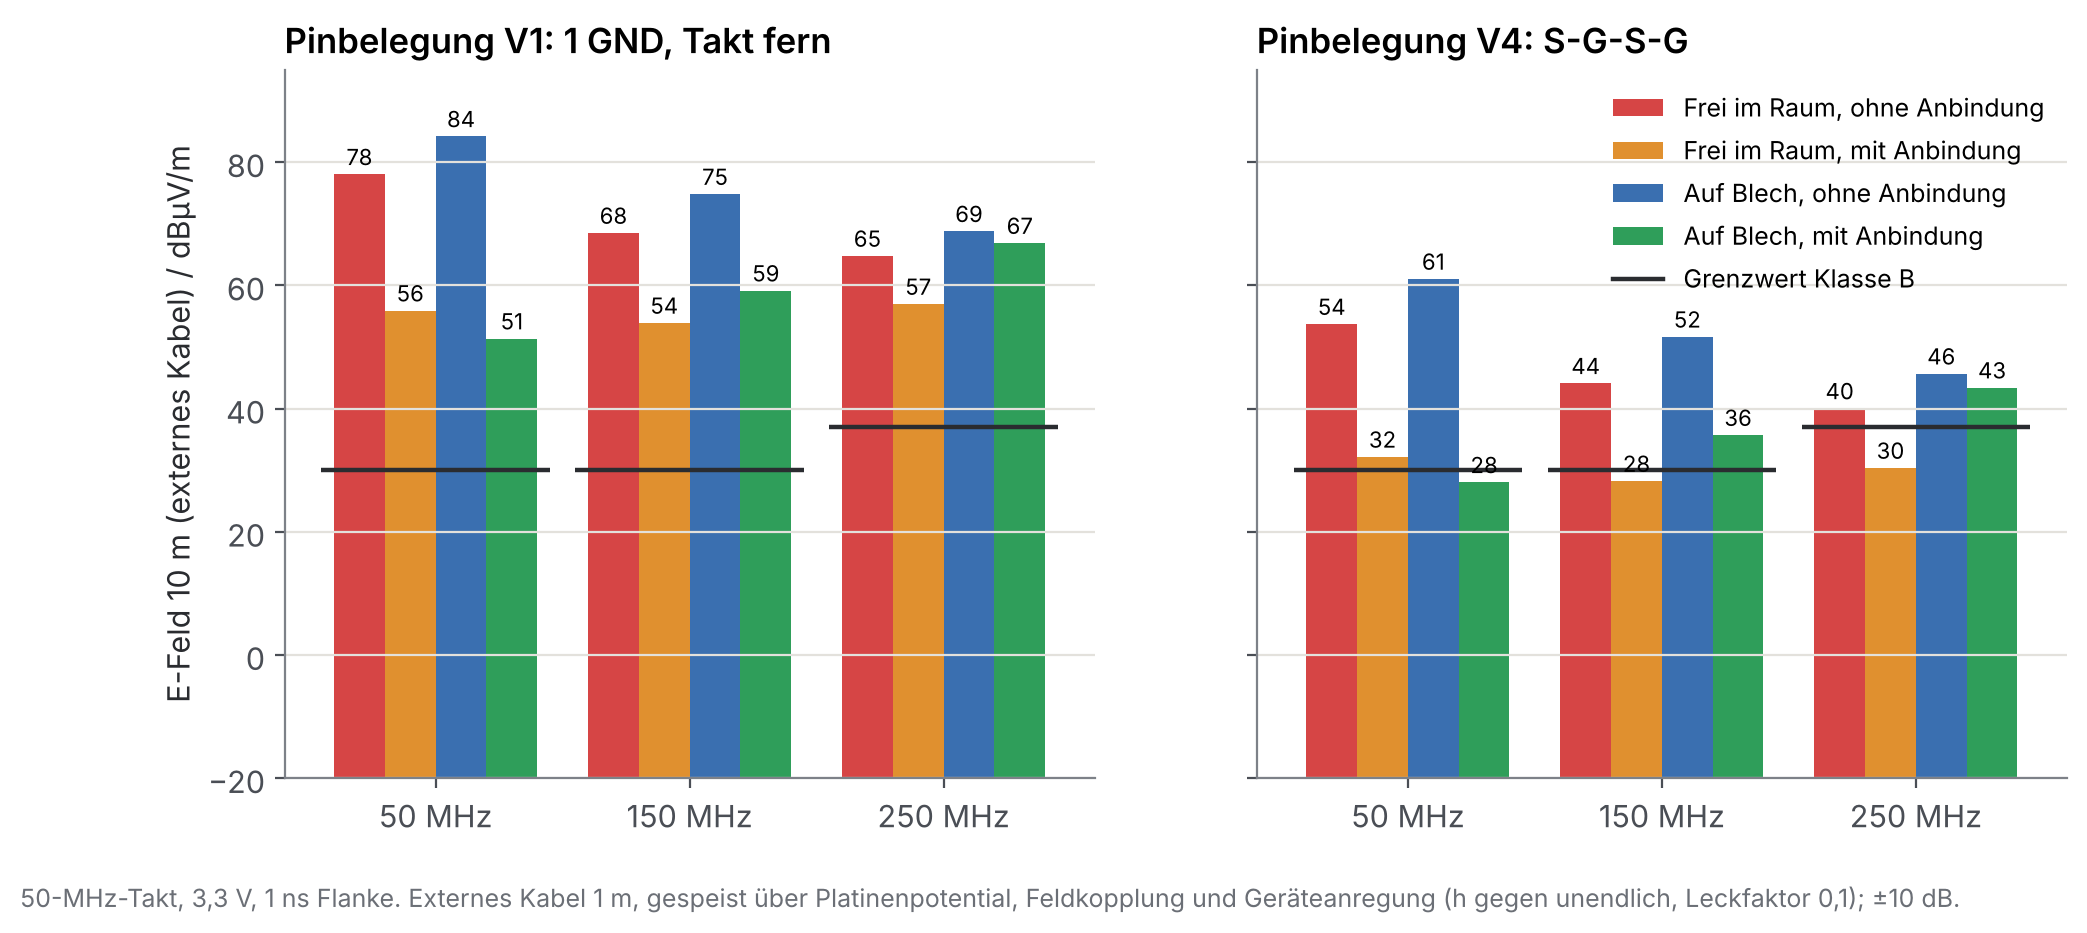 Pinbelegung V1: 1 GND, Takt fern
E-Feld 10 m (externes Kabel) / dBµV/m
80
60
40
20
0
−20
78
56
84
51
68
54
75
59
65
57
69
67
50 MHz
150 MHz
250 MHz
Pinbelegung V4: S-G-S-G
Frei im Raum, ohne Anbindung
Frei im Raum, mit Anbindung
Auf Blech, ohne Anbindung
Auf Blech, mit Anbindung
Grenzwert Klasse B
54
32
61
28
44
28
52
36
40
30
46
43
50 MHz
150 MHz
250 MHz
50-MHz-Takt, 3,3 V, 1 ns Flanke. Externes Kabel 1 m, gespeist über Platinenpotential, Feldkopplung und Geräteanregung (h gegen unendlich, Leckfaktor 0,1); ±10 dB.